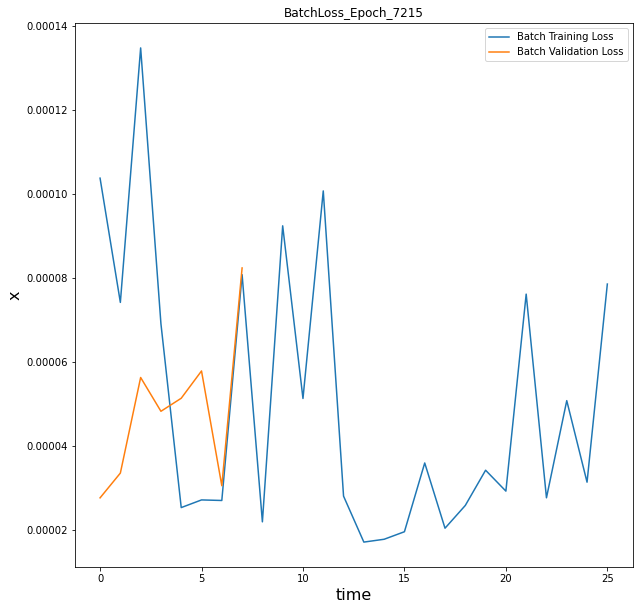 BatchLoss_Epoch_7215
Batch Training Loss
Batch Validation Loss
0.00014
0.00012
0.00010
0.00008
0.00006
0.00004
0.00002
x
0 5 10 15 20 25
time